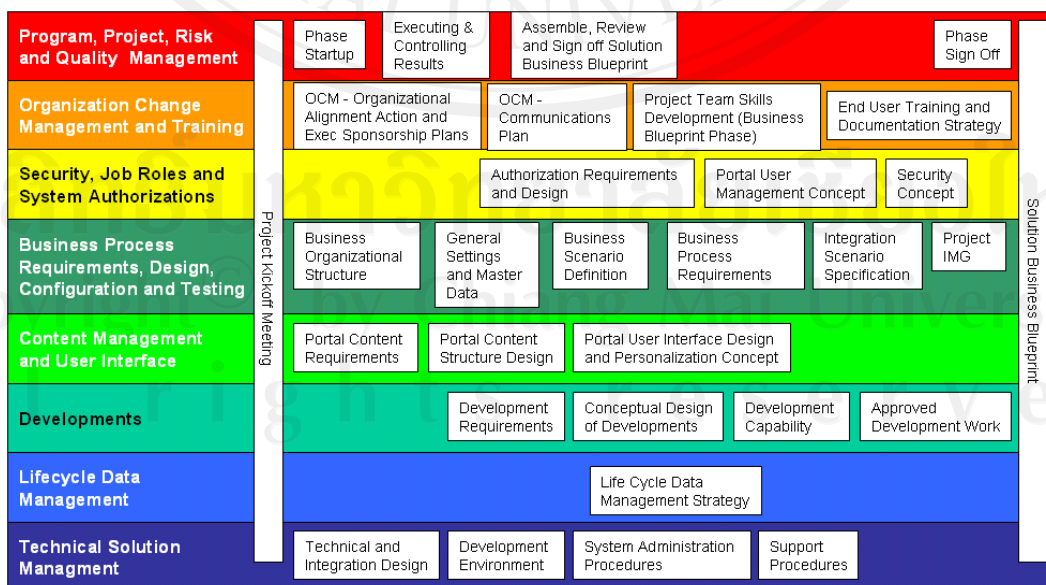 Program, Project, Risk
and Quality Management
Phase
Startup
Executing &
Controlling
Results
Assemble, Review
and Sign off Solution
Business Blueprint
Phase
Sign Off
Organization Change
Management and Training
OCM - Organizational
Alignment Action and
Exec Sponsorship Plans
OCM -
Communications
Plan
Project Team Skills
Development (Business
Blueprint Phase)
End User Training and
Documentation Strategy
Security, Job Roles and
System Authorizations
Authorization Requirements
and Design
Portal User
Management Concept
Security
Concept
Project Kickoff Meeting
Solution Business Blueprint
Business Process
Requirements, Design,
Configuration and Testing
Business
Organizational
Structure
General
Settings
and Master
Data
Business
Scenario
Definition
Business
Process
Requirements
Integration
Scenario
Specification
Project
IMG
by Chiang Mai Univer
Content Management
and User Interface
Portal Content
Requirements
Portal Content
Structure Design
Portal User Interface Design
and Personalization Concept
rights reserve
Developments
Development
Requirements
Conceptual Design
of Developments
Development
Capability
Approved
Development Work
Lifecycle Data
Management
Life Cycle Data
Management Strategy
Technical Solution
Managment
Technical and
Integration Design
Development
Environment
System Administration
Procedures
Support
Procedures